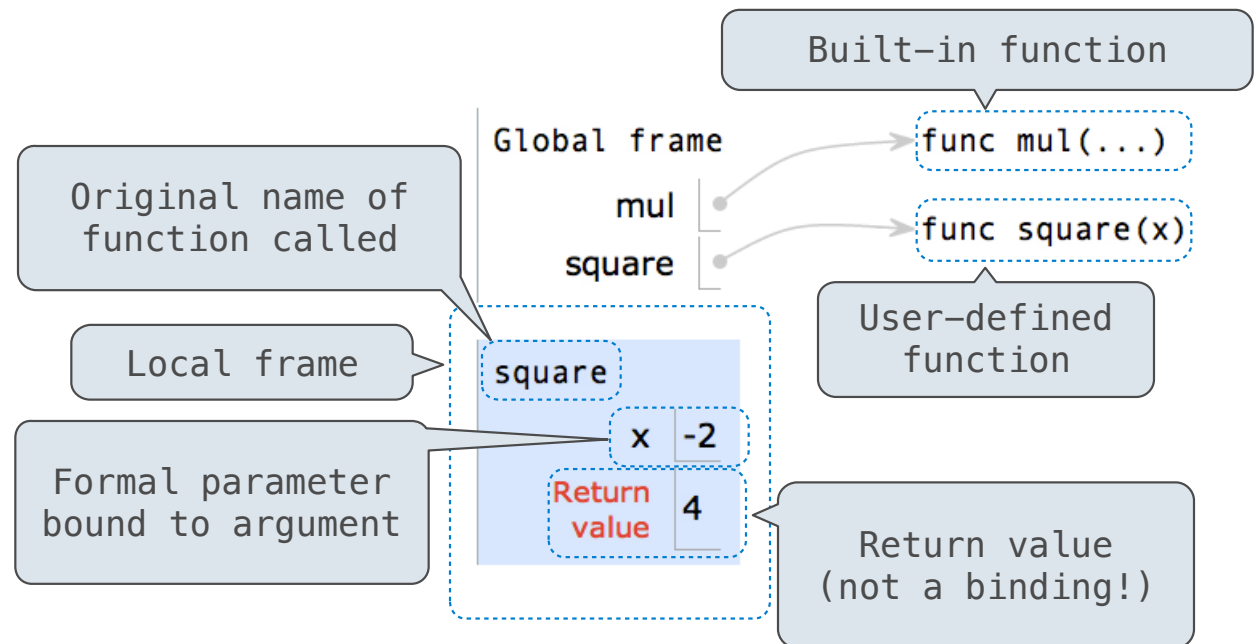 Built-in function
Global frame
func mul(...)
mul
func square(x)
square
Original name of
function called
User-defined
function
Local frame
square
x -2
Formal parameter
bound to argument
Return
value
4
Return value
(not a binding!)